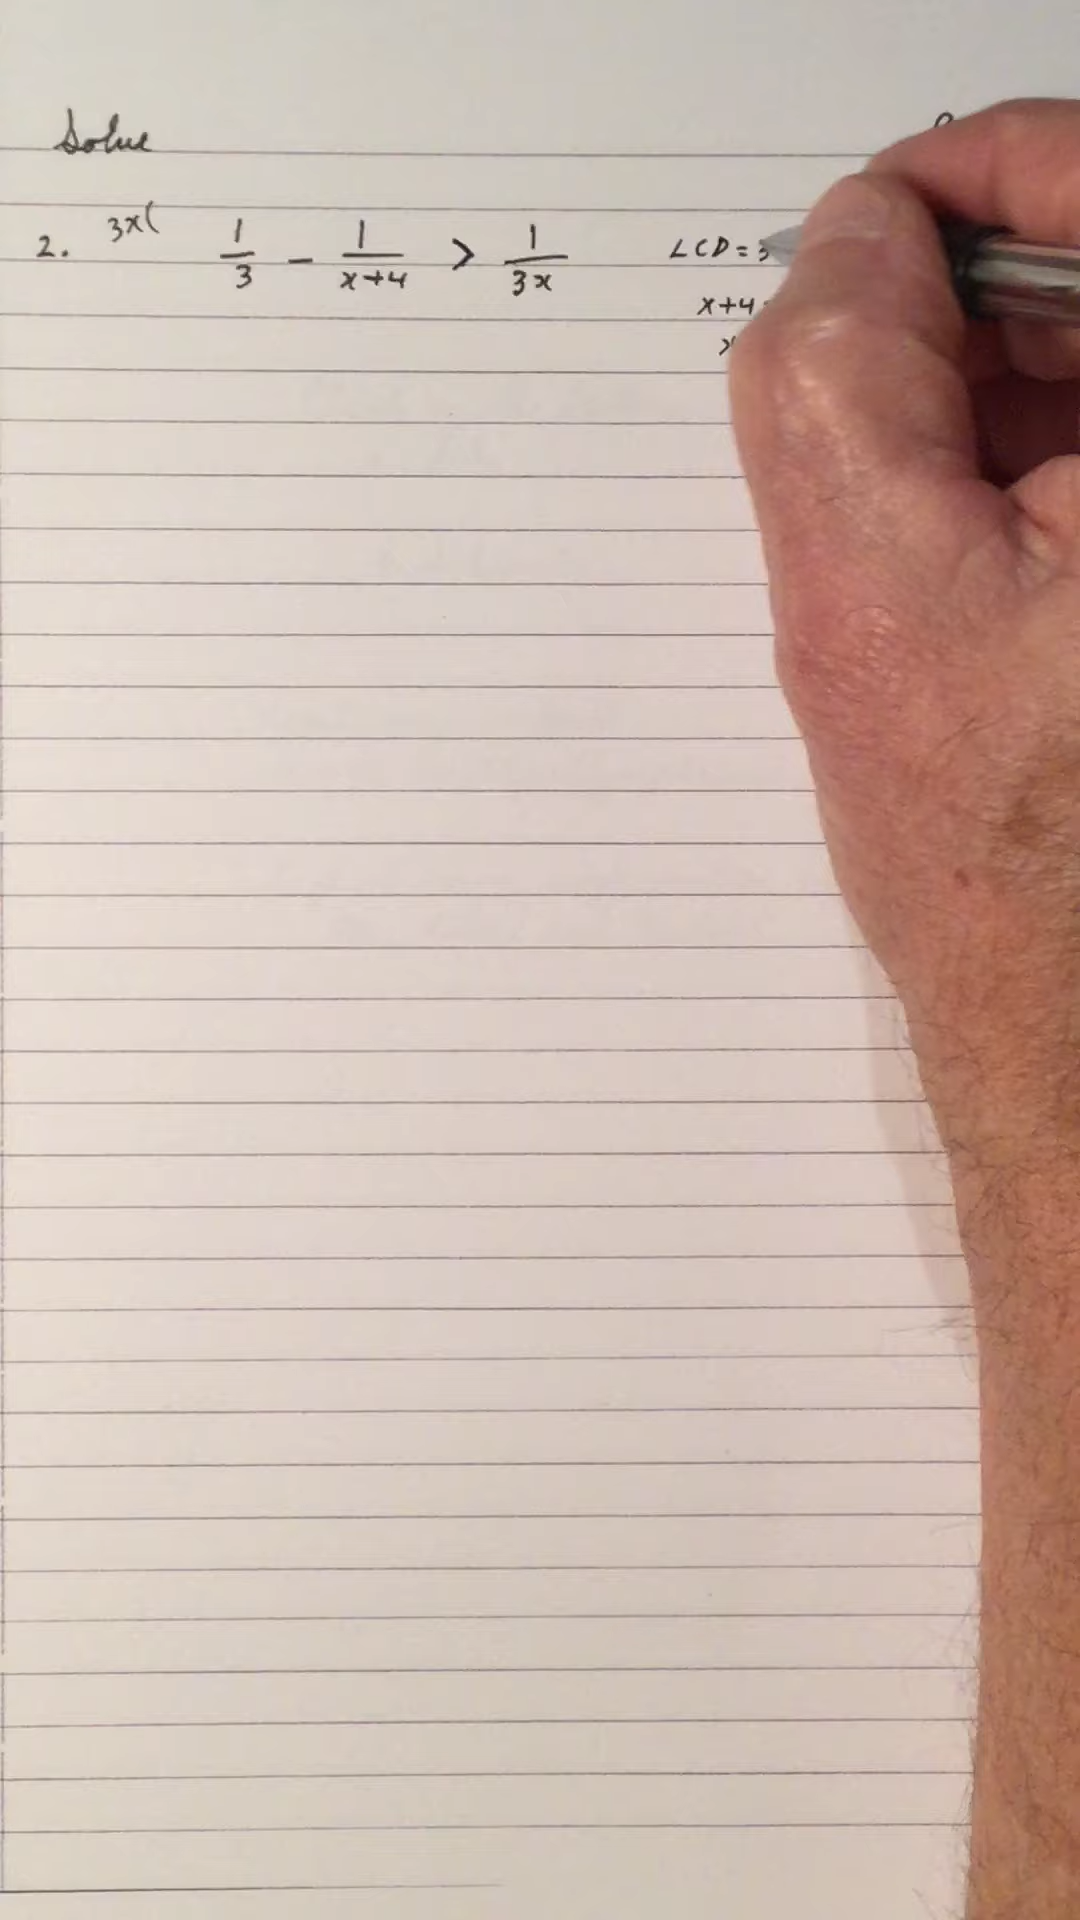 Solve
2. 3x( 1/3 - 1/(x+4) > 1/(3x) LCD = 3
x+4
x